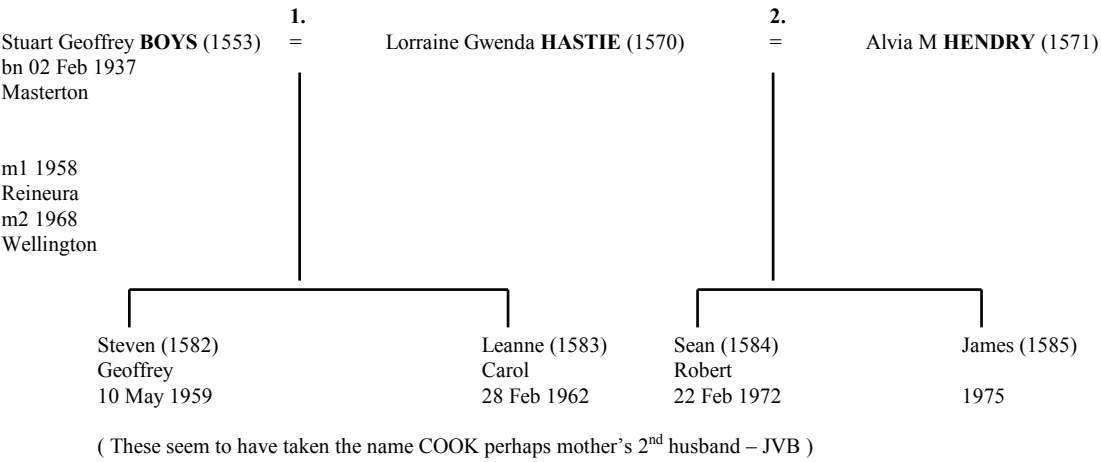 1. 2.
Stuart Geoffrey BOYS (1553) = Lorraine Gwenda HASTIE (1570) = Alvia M HENDRY (1571)
bn 02 Feb 1937
Masterton
m1 1958
Reineura
m2 1968
Wellington
Steven (1582) Leanne (1583) Sean (1584) James (1585)
Geoffrey Carol Robert
10 May 1959 28 Feb 1962 22 Feb 1972 1975
( These seem to have taken the name COOK perhaps mother’s 2nd husband – JVB )